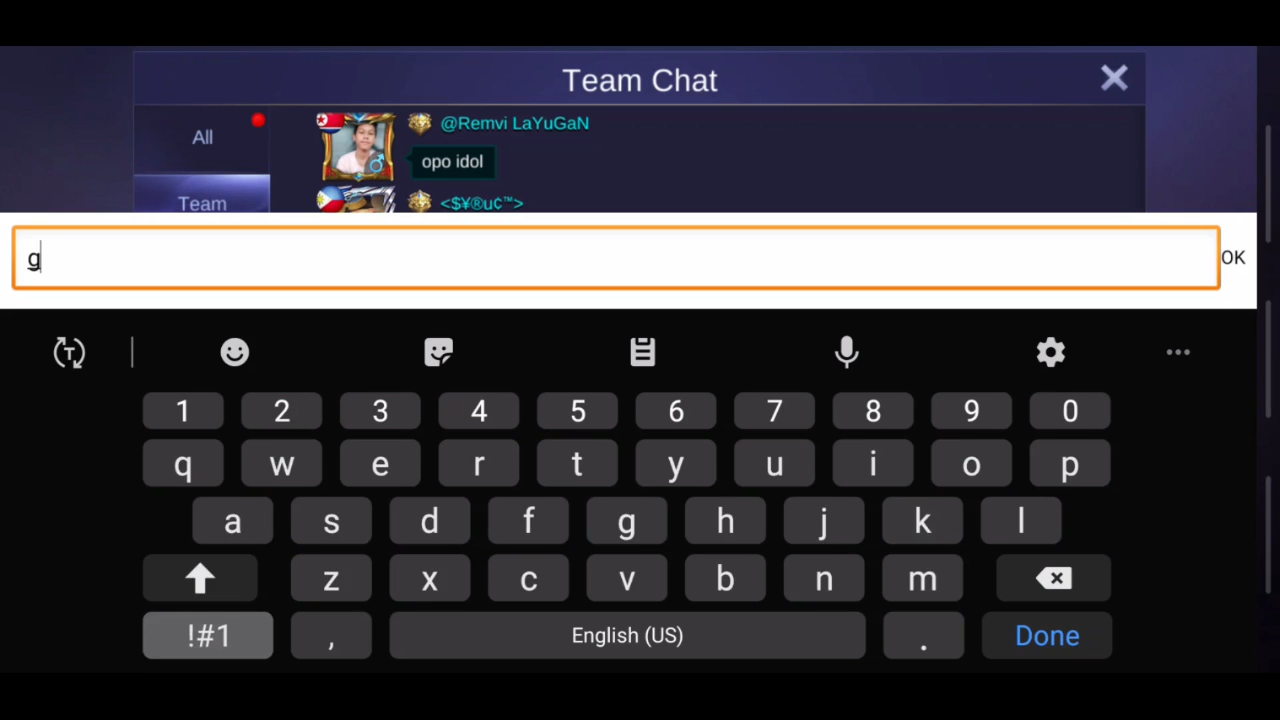 Team Chat
All
@Remvi LaYuGaN
opo idol
Team
<$¥®u¢™>
g
OK
1 2 3 4 5 6 7 8 9 0
q w e r t y u i o p
a s d f g h j k l
z x c v b n m
!#1 , English (US) . Done